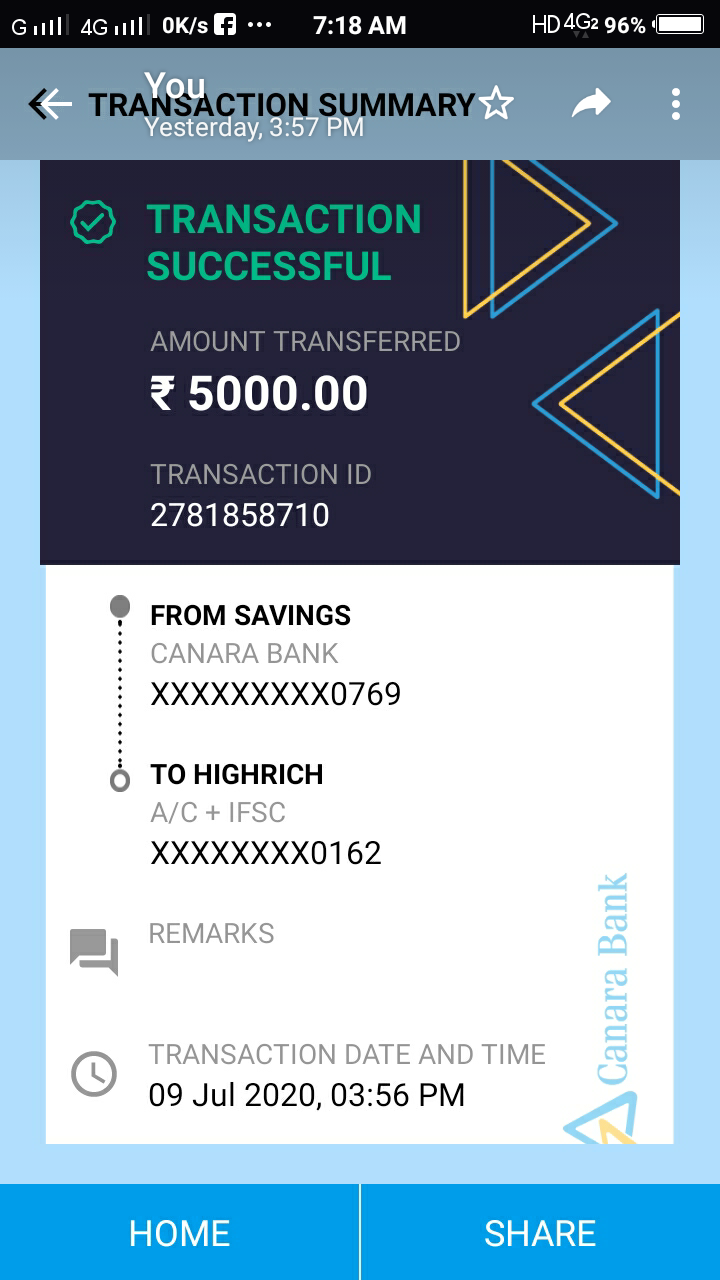 G 4G 0K/s 7:18 AM HD 4G2 96%
You
TRANSACTION SUMMARY
Yesterday, 3:57 PM
TRANSACTION
SUCCESSFUL
AMOUNT TRANSFERRED
₹ 5000.00
TRANSACTION ID
2781858710
FROM SAVINGS
CANARA BANK
XXXXXXXXX0769
TO HIGHRICH
A/C + IFSC
XXXXXXXX0162
REMARKS
Canara Bank
TRANSACTION DATE AND TIME
09 Jul 2020, 03:56 PM
HOME
SHARE